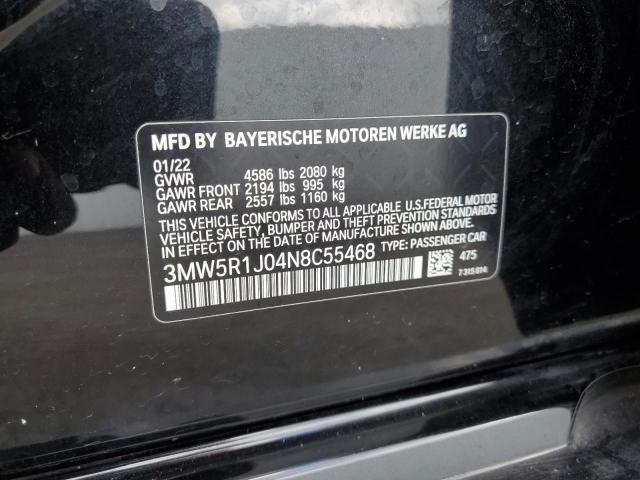 MFD BY BAYERISCHE MOTOREN WERKE AG
01/22
GVWR 4586 lbs 2080 kg
GAWR FRONT 2194 lbs 995 kg
GAWR REAR 2557 lbs 1160 kg
THIS VEHICLE CONFORMS TO ALL APPLICABLE U.S.FEDERAL MOTOR
VEHICLE SAFETY, BUMPER, AND THEFT PREVENTION STANDARDS
IN EFFECT ON THE DATE OF MANUFACTURE SHOWN ABOVE.
3MW5R1J04N8C55468 TYPE: PASSENGER CAR
475
7315814